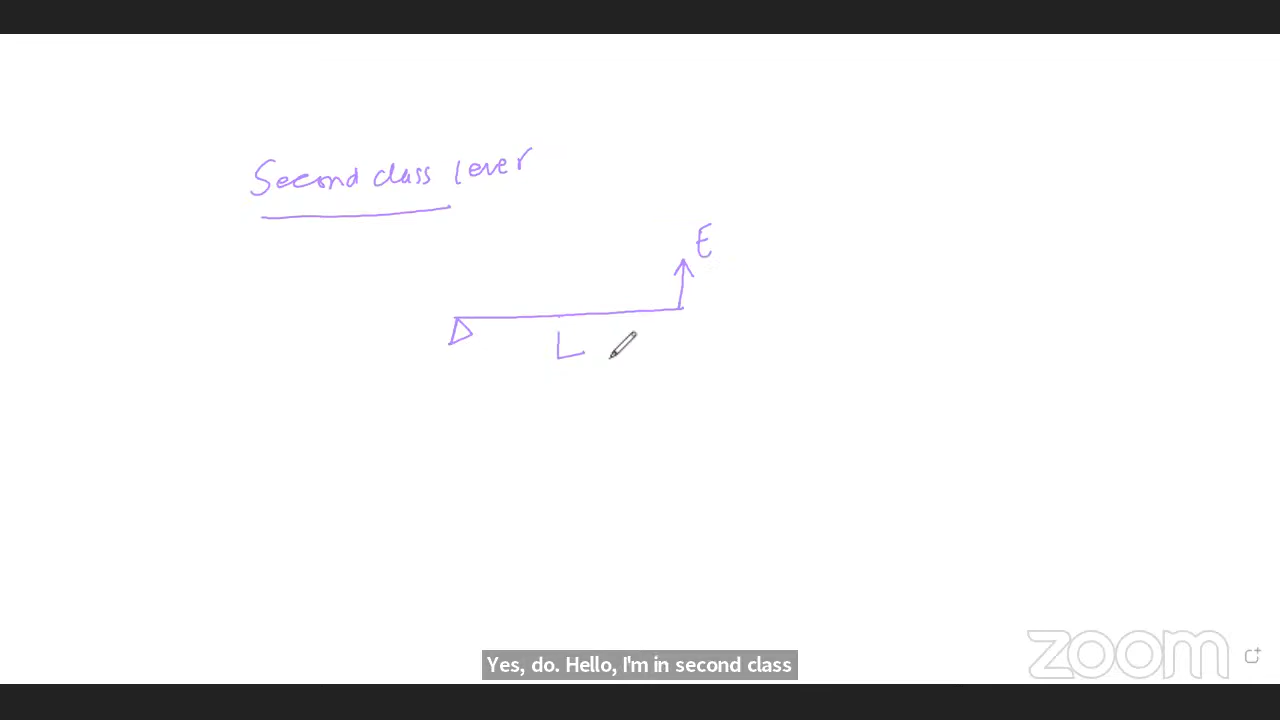 Second class lever
E
L
zoom
Yes, do. Hello, I'm in second class